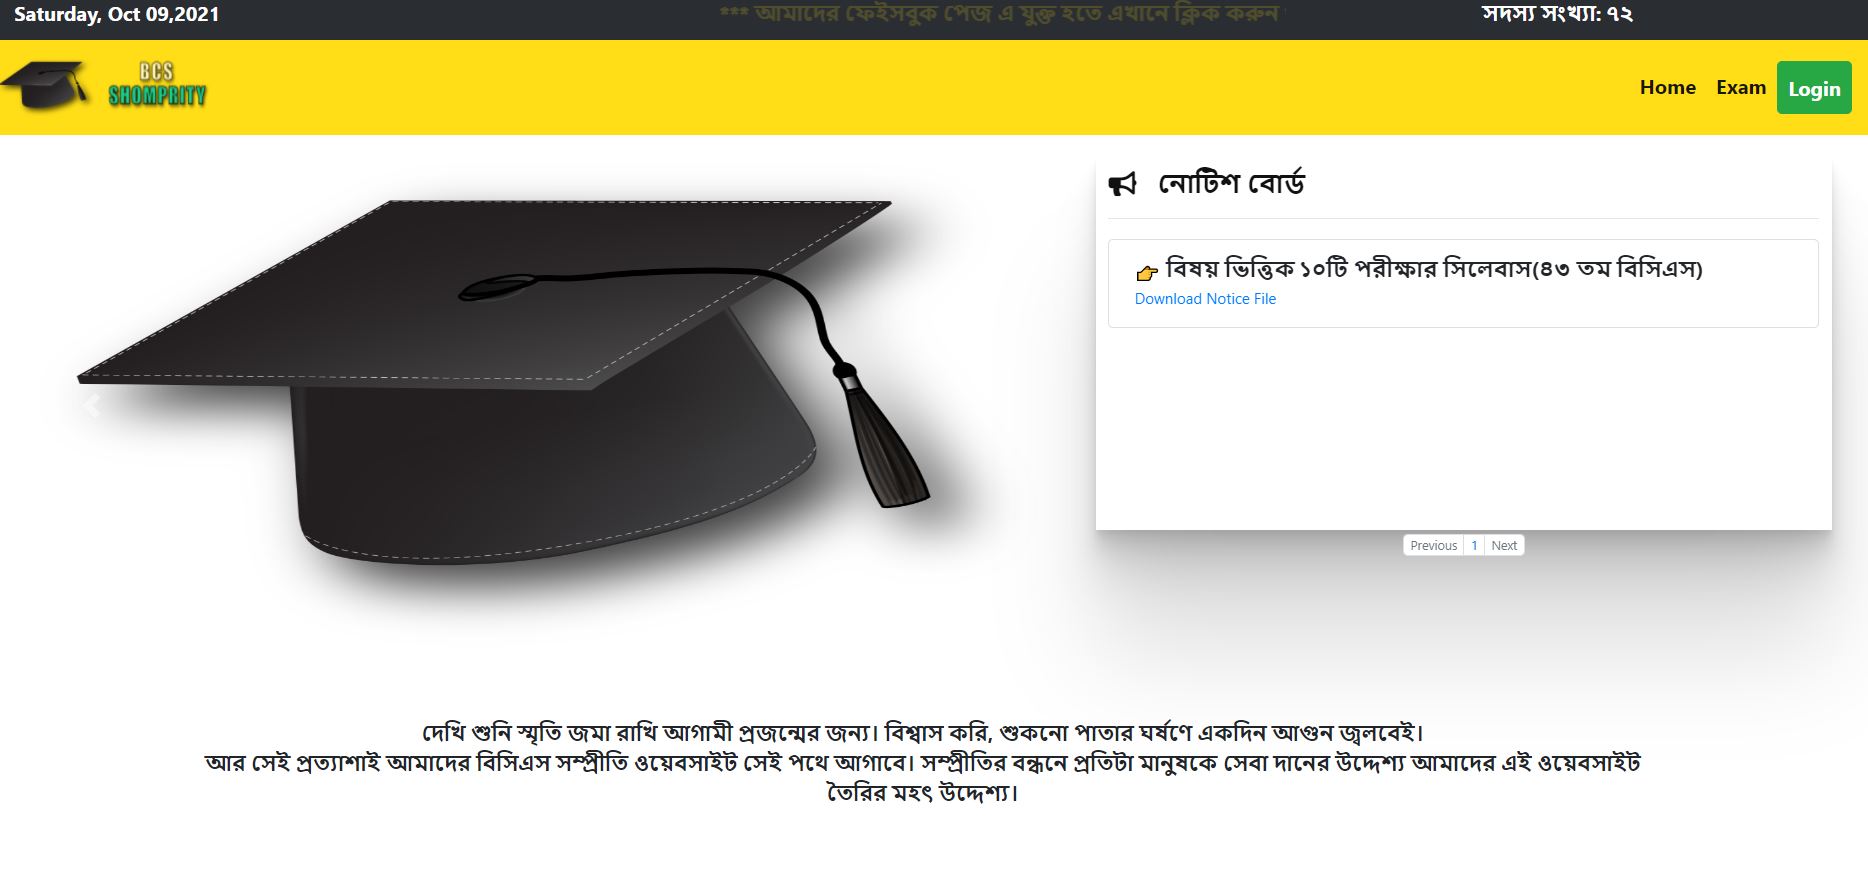 Saturday, Oct 09,2021
*** আমাদের ফেইসবুক পেজ এ যুক্ত হতে এখানে ক্লিক করুন
সদস্য সংখ্যা: ৭২
BCS
SHOMPRITY
Home
Exam
Login
নোটিশ বোর্ড
👉 বিষয় ভিত্তিক ১০টি পরীক্ষার সিলেবাস(৪৩ তম বিসিএস)
Download Notice File
Previous 1 Next
দেখি শুনি স্মৃতি জমা রাখি আগামী প্রজন্মের জন্য। বিশ্বাস করি, শুকনো পাতার ঘর্ষণে একদিন আগুন জ্বলবেই।
আর সেই প্রত্যাশাই আমাদের বিসিএস সম্প্রীতি ওয়েবসাইট সেই পথে আগাবে। সম্প্রীতির বন্ধনে প্রতিটা মানুষকে সেবা দানের উদ্দেশ্য আমাদের এই ওয়েবসাইট
তৈরির মহৎ উদ্দেশ্য।